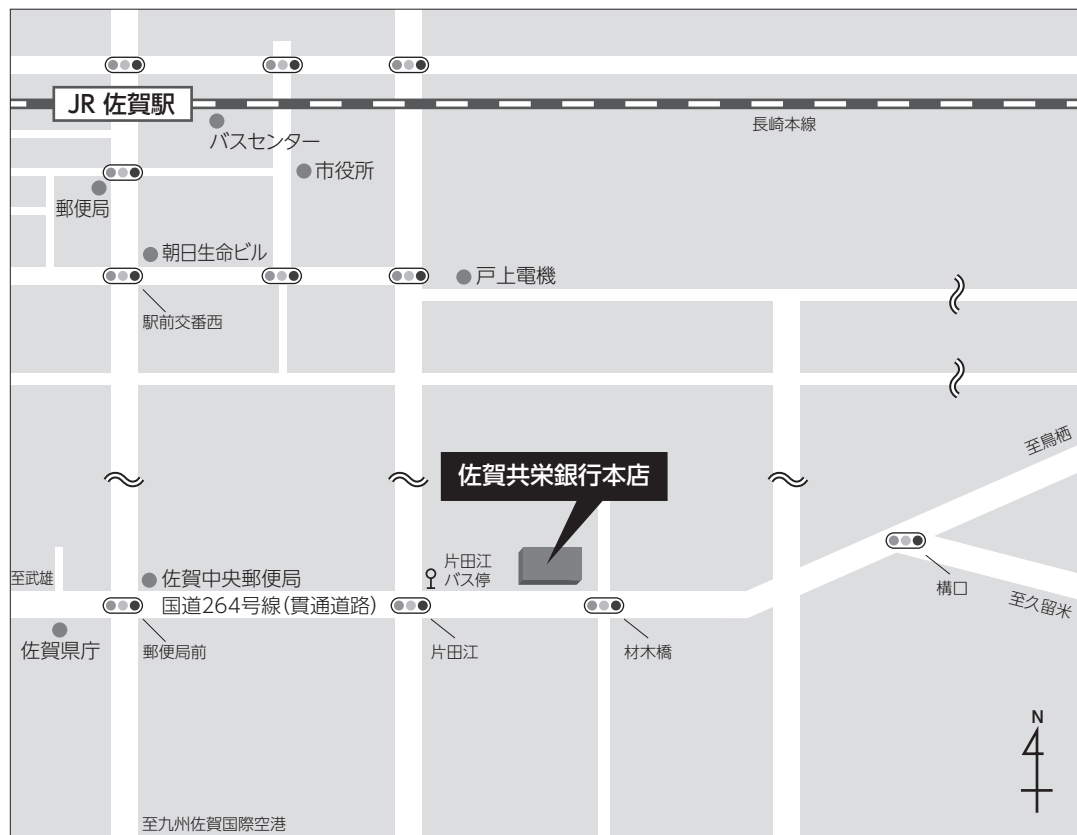 JR 佐賀駅
長崎本線
バスセンター
市役所
郵便局
朝日生命ビル
戸上電機
駅前交番西
至鳥栖
佐賀共栄銀行本店
片田江
バス停
至武雄
佐賀中央郵便局
構口
国道264号線(貫通道路)
至久留米
佐賀県庁
郵便局前
片田江
材木橋
N
至九州佐賀国際空港